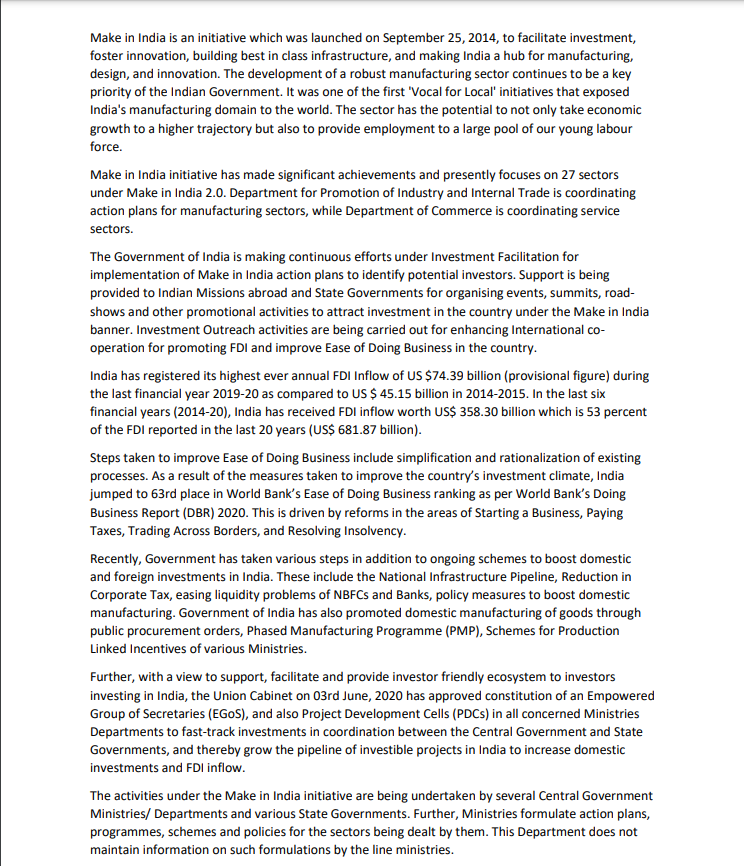 Make in India is an initiative which was launched on September 25, 2014, to facilitate investment,
foster innovation, building best in class infrastructure, and making India a hub for manufacturing,
design, and innovation. The development of a robust manufacturing sector continues to be a key
priority of the Indian Government. It was one of the first 'Vocal for Local' initiatives that exposed
India's manufacturing domain to the world. The sector has the potential to not only take economic
growth to a higher trajectory but also to provide employment to a large pool of our young labour
force.
Make in India initiative has made significant achievements and presently focuses on 27 sectors
under Make in India 2.0. Department for Promotion of Industry and Internal Trade is coordinating
action plans for manufacturing sectors, while Department of Commerce is coordinating service
sectors.
The Government of India is making continuous efforts under Investment Facilitation for
implementation of Make in India action plans to identify potential investors. Support is being
provided to Indian Missions abroad and State Governments for organising events, summits, road-
shows and other promotional activities to attract investment in the country under the Make in India
banner. Investment Outreach activities are being carried out for enhancing International co-
operation for promoting FDI and improve Ease of Doing Business in the country.
India has registered its highest ever annual FDI Inflow of US $74.39 billion (provisional figure) during
the last financial year 2019-20 as compared to US $ 45.15 billion in 2014-2015. In the last six
financial years (2014-20), India has received FDI inflow worth US$ 358.30 billion which is 53 percent
of the FDI reported in the last 20 years (US$ 681.87 billion).
Steps taken to improve Ease of Doing Business include simplification and rationalization of existing
processes. As a result of the measures taken to improve the country’s investment climate, India
jumped to 63rd place in World Bank’s Ease of Doing Business ranking as per World Bank’s Doing
Business Report (DBR) 2020. This is driven by reforms in the areas of Starting a Business, Paying
Taxes, Trading Across Borders, and Resolving Insolvency.
Recently, Government has taken various steps in addition to ongoing schemes to boost domestic
and foreign investments in India. These include the National Infrastructure Pipeline, Reduction in
Corporate Tax, easing liquidity problems of NBFCs and Banks, policy measures to boost domestic
manufacturing. Government of India has also promoted domestic manufacturing of goods through
public procurement orders, Phased Manufacturing Programme (PMP), Schemes for Production
Linked Incentives of various Ministries.
Further, with a view to support, facilitate and provide investor friendly ecosystem to investors
investing in India, the Union Cabinet on 03rd June, 2020 has approved constitution of an Empowered
Group of Secretaries (EGoS), and also Project Development Cells (PDCs) in all concerned Ministries
Departments to fast-track investments in coordination between the Central Government and State
Governments, and thereby grow the pipeline of investible projects in India to increase domestic
investments and FDI inflow.
The activities under the Make in India initiative are being undertaken by several Central Government
Ministries/ Departments and various State Governments. Further, Ministries formulate action plans,
programmes, schemes and policies for the sectors being dealt by them. This Department does not
maintain information on such formulations by the line ministries.